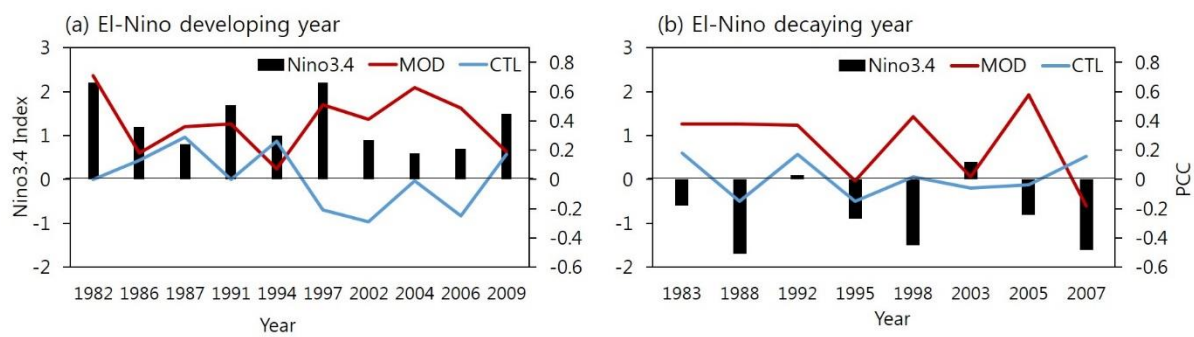 (a) El-Nino developing year
Nino3.4 MOD CTL
Nino3.4 Index
3
2
1
0
-1
-2
0.8
0.6
0.4
0.2
0
-0.2
-0.4
-0.6
1982 1986 1987 1991 1994 1997 2002 2004 2006 2009
Year
(b) El-Nino decaying year
Nino3.4 MOD CTL
3
2
1
0
-1
-2
0.8
0.6
0.4
0.2
0
-0.2
-0.4
-0.6
PCC
1983 1988 1992 1995 1998 2003 2005 2007
Year